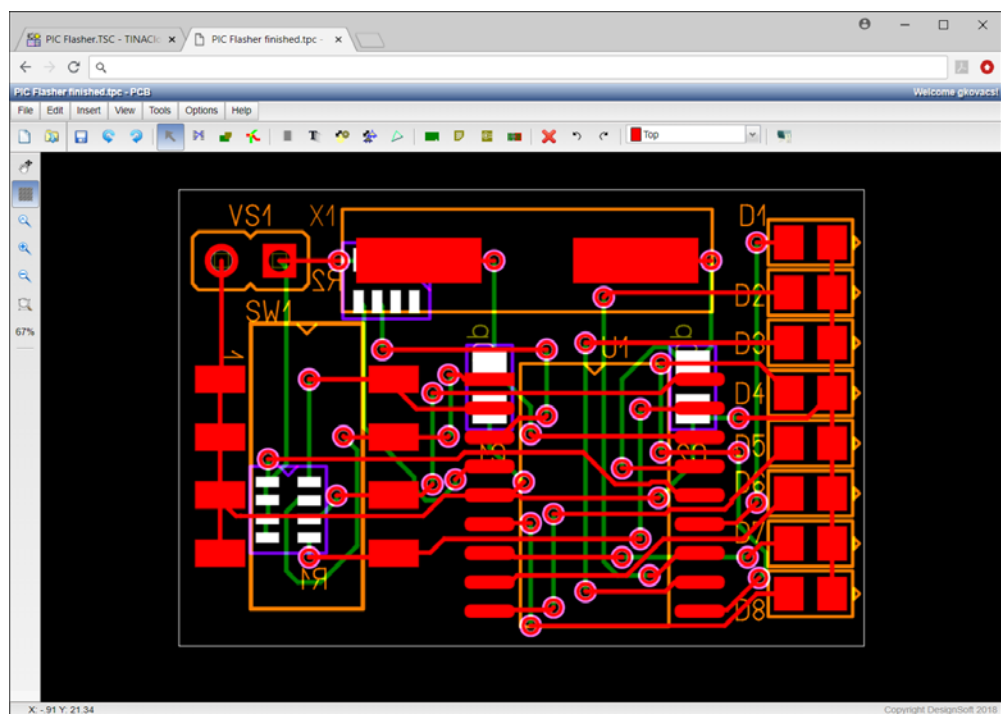 PIC Flasher.TSC - TINAClo
PIC Flasher finished.tpc -
PIC Flasher finished.tpc - PCB
Welcome gkovacs!
File Edit Insert View Tools Options Help
Top
67%
VS1
X1
D1
R2
SW1
D2
1
U1
D3
D4
D5
D6
D7
R1
D8
X: -.91 Y: 21.34
Copyright DesignSoft 2018